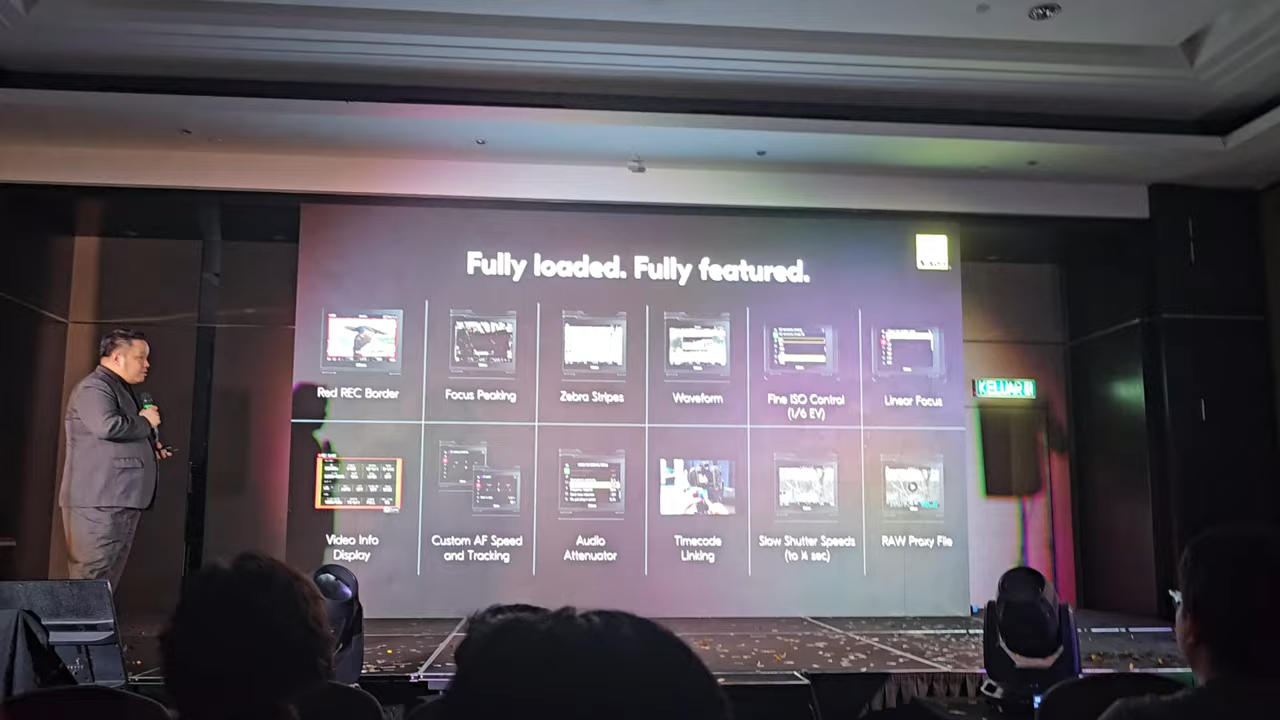 Fully loaded. Fully featured.
Red REC Border
Focus Peaking
Zebra Stripes
Waveform
Fine ISO Control
(1/6 EV)
Linear Focus
KELUAR
Video Info
Display
Custom AF Speed
and Tracking
Audio
Attenuator
Timecode
Linking
Slow Shutter Speeds
(to ¼ sec)
RAW Proxy File